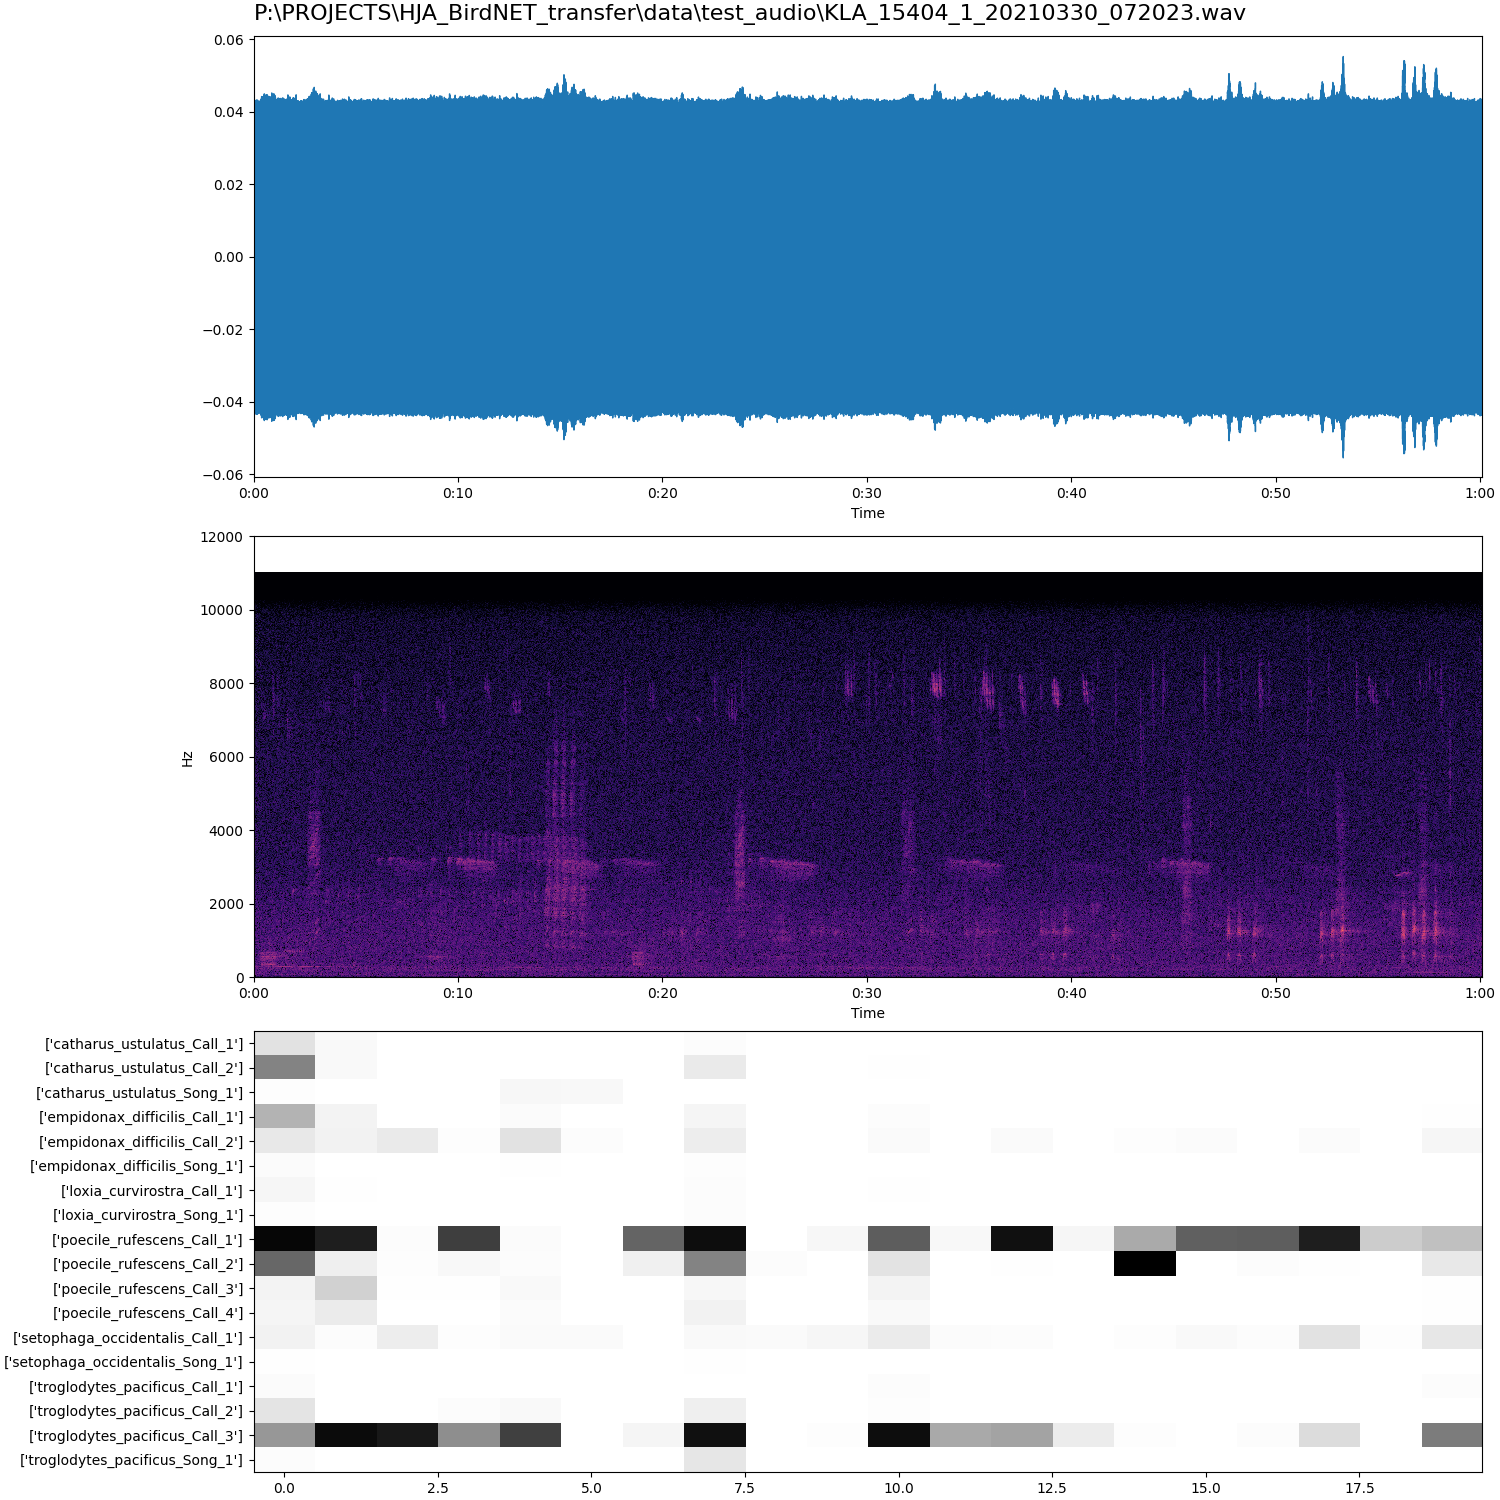 P:\PROJECTS\HJA_BirdNET_transfer\data\test_audio\KLA_15404_1_20210330_072023.wav
0.06
0.04
0.02
0.00
−0.02
−0.04
−0.06
0:00 0:10 0:20 0:30 0:40 0:50 1:00
Time
12000
10000
8000
6000
4000
2000
0
Hz
0:00 0:10 0:20 0:30 0:40 0:50 1:00
Time
['catharus_ustulatus_Call_1']
['catharus_ustulatus_Call_2']
['catharus_ustulatus_Song_1']
['empidonax_difficilis_Call_1']
['empidonax_difficilis_Call_2']
['empidonax_difficilis_Song_1']
['loxia_curvirostra_Call_1']
['loxia_curvirostra_Song_1']
['poecile_rufescens_Call_1']
['poecile_rufescens_Call_2']
['poecile_rufescens_Call_3']
['poecile_rufescens_Call_4']
['setophaga_occidentalis_Call_1']
['setophaga_occidentalis_Song_1']
['troglodytes_pacificus_Call_1']
['troglodytes_pacificus_Call_2']
['troglodytes_pacificus_Call_3']
['troglodytes_pacificus_Song_1']
0.0 2.5 5.0 7.5 10.0 12.5 15.0 17.5